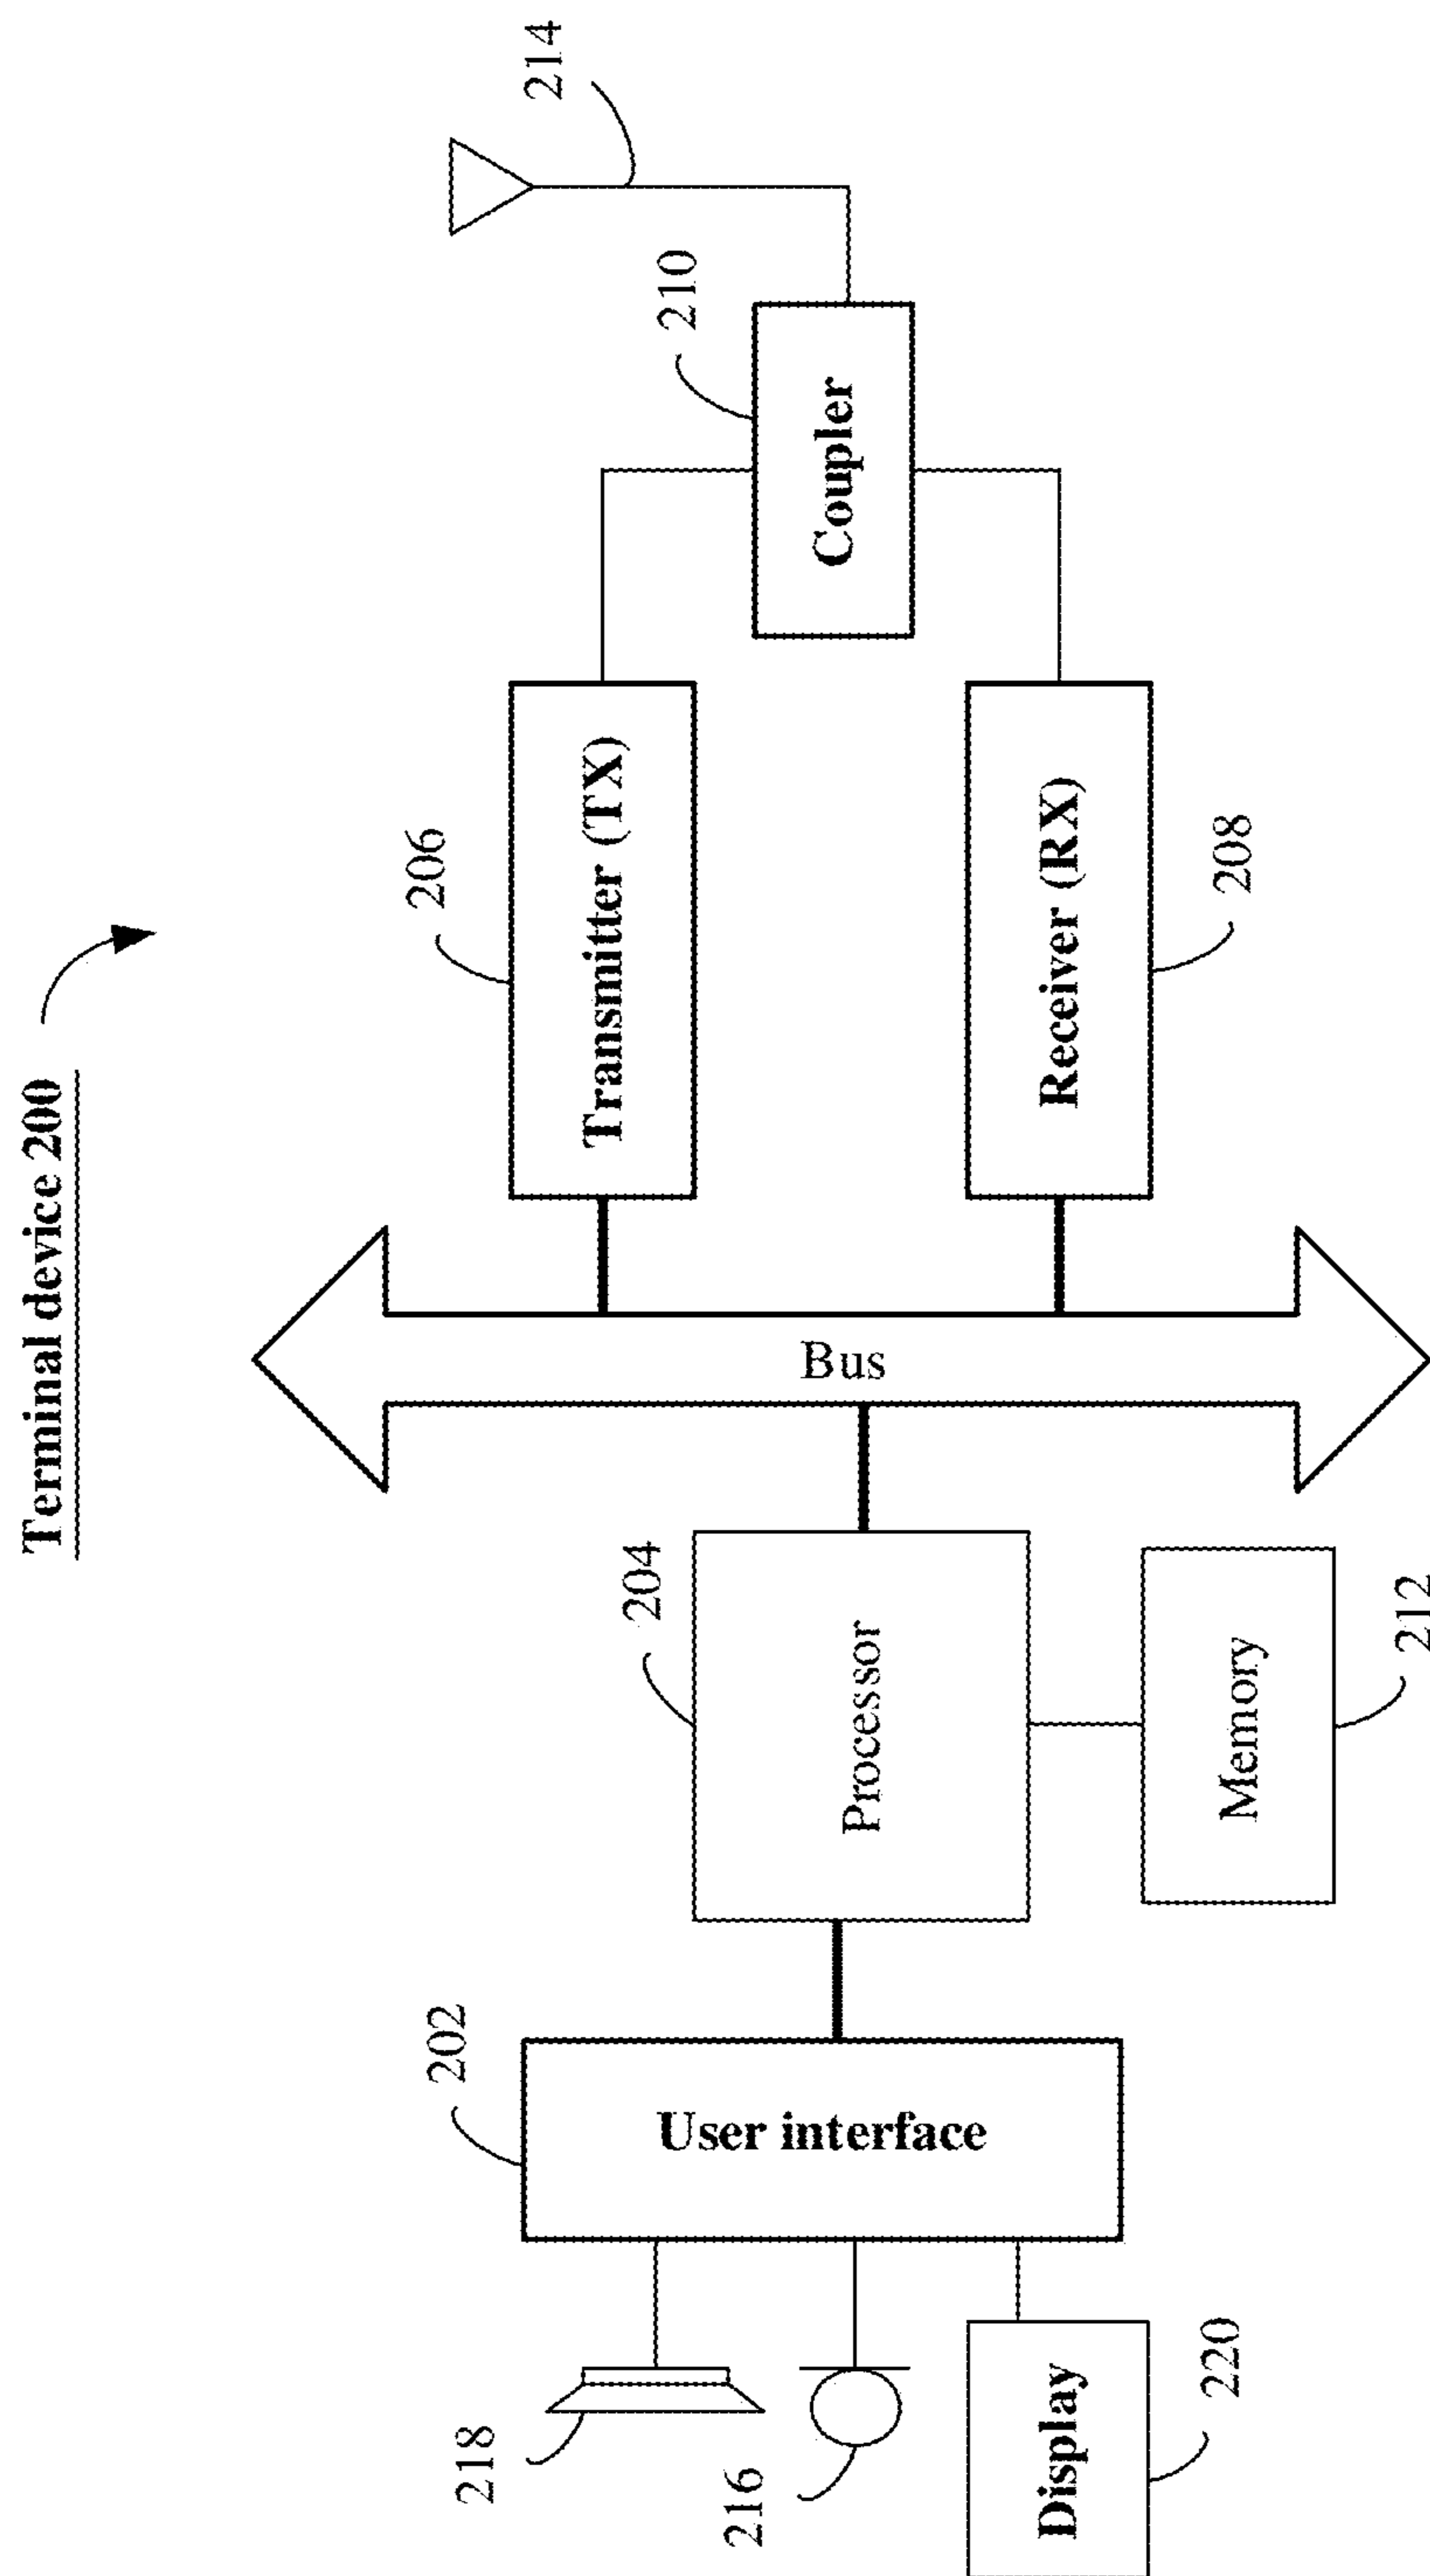 Terminal device 200
214
210
Coupler
206
Transmitter (TX)
Receiver (RX)
208
Bus
204
Processor
Memory
212
202
User interface
218
216
Display
220